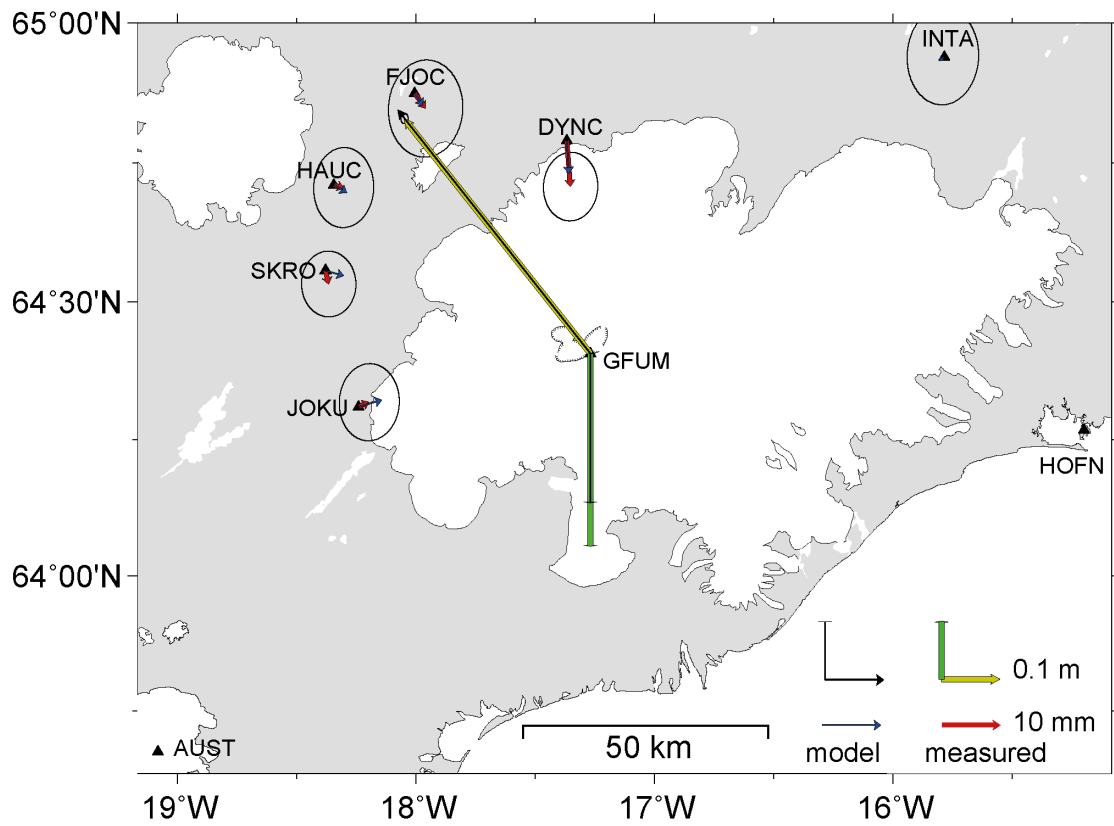 65°00'N
INTA
FJOC
DYNC
HAUC
SKRO
64°30'N
GFUM
JOKU
HOFN
64°00'N
0.1 m
10 mm
AUST
50 km
model
measured
19°W
18°W
17°W
16°W